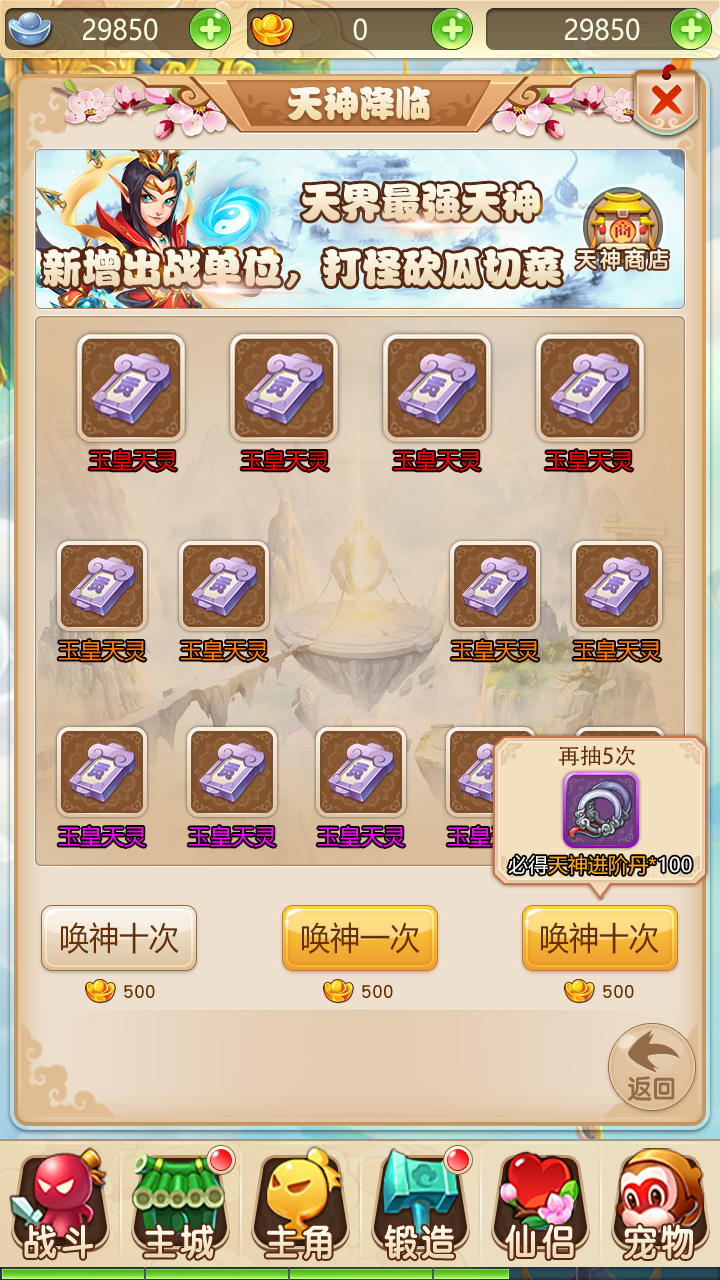 29850
0
29850
天神降临
天界最强天神
新增出战单位，打怪砍瓜切菜
天神商店
玉皇天灵
玉皇天灵
玉皇天灵
玉皇天灵
玉皇天灵
玉皇天灵
玉皇天灵
玉皇天灵
再抽5次
必得天神进阶丹*100
玉皇天灵
玉皇天灵
玉皇天灵
玉皇
唤神十次
唤神一次
唤神十次
500
500
500
返回
战斗
主城
主角
锻造
仙侣
宠物